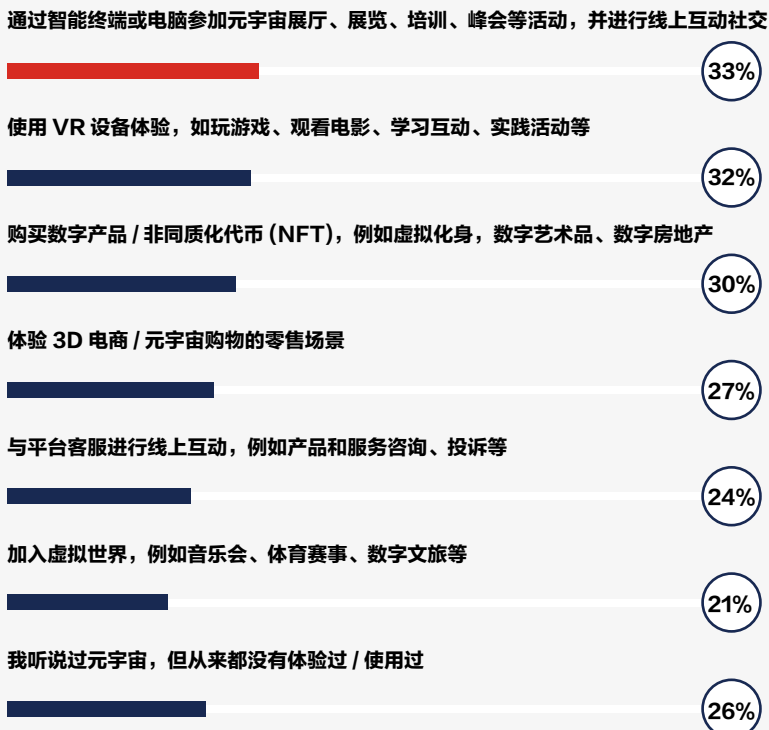 通过智能终端或电脑参加元宇宙展厅、展览、培训、峰会等活动，并进行线上互动社交
33%
使用 VR 设备体验，如玩游戏、观看电影、学习互动、实践活动等
32%
购买数字产品 / 非同质化代币 (NFT)，例如虚拟化身，数字艺术品、数字房地产
30%
体验 3D 电商 / 元宇宙购物的零售场景
27%
与平台客服进行线上互动，例如产品和服务咨询、投诉等
24%
加入虚拟世界，例如音乐会、体育赛事、数字文旅等
21%
我听说过元宇宙，但从来都没有体验过 / 使用过
26%